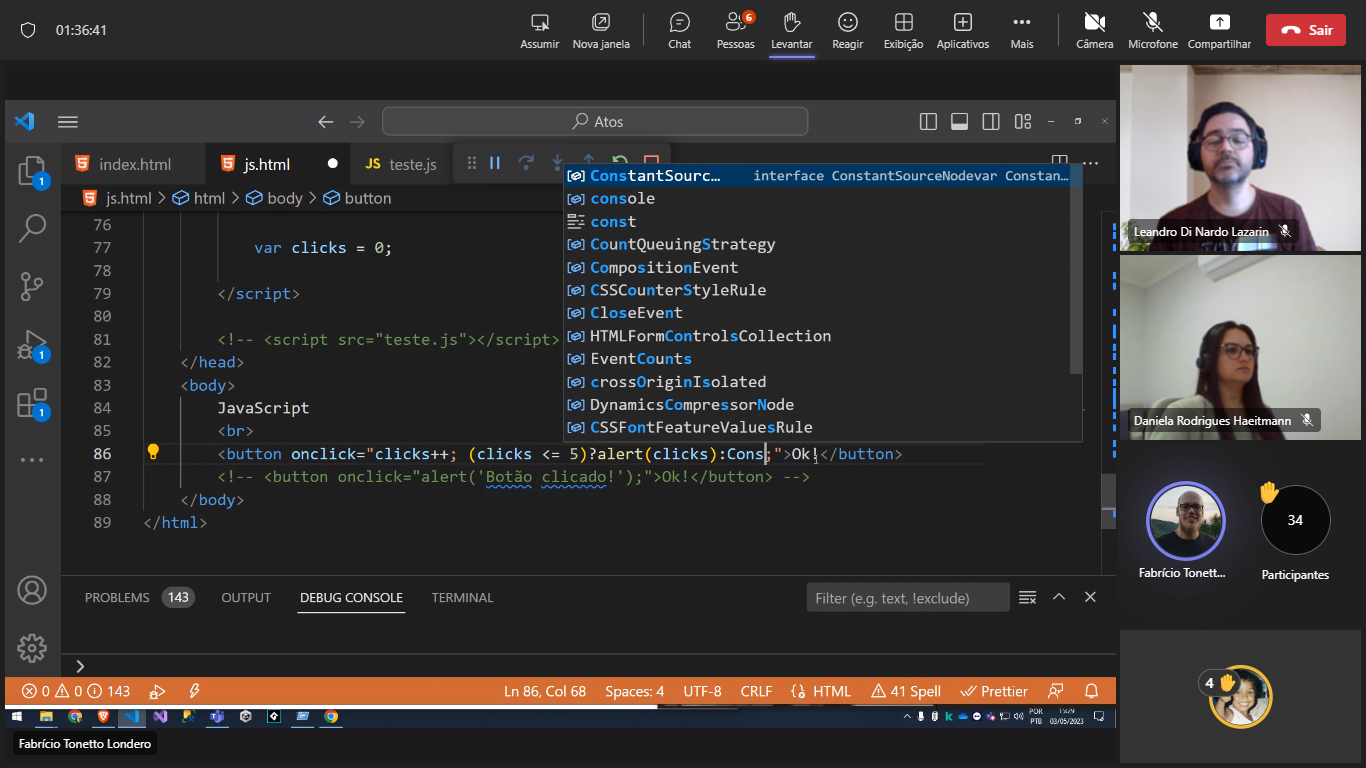 01:36:41
Assumir
Nova janela
Chat
6
Pessoas
Levantar
Reagir
Exibição
Aplicativos
Mais
Câmera
Microfone
Compartilhar
Sair
Atos
index.html
js.html
JS teste.js
js.html > html > body > button
76
77 var clicks = 0;
78
79 </script>
80
81 <!-- <script src="teste.js"></script>
82 </head>
83 <body>
84 JavaScript
85 <br>
86 <button onclick="clicks++; (clicks <= 5)?alert(clicks):Cons;">Ok!</button>
87 <!-- <button onclick="alert('Botão clicado!');">Ok!</button> -->
88 </body>
89 </html>
ConstantSourc... interface ConstantSourceNodevar Constan...
console
const
CountQueuingStrategy
CompositionEvent
CSSCounterStyleRule
CloseEvent
HTMLFormControlsCollection
EventCounts
crossOriginIsolated
DynamicsCompressorNode
CSSFontFeatureValuesRule
1
1
1
PROBLEMS 143 OUTPUT DEBUG CONSOLE TERMINAL
Filter (e.g. text, !exclude)
0 0 143
Ln 86, Col 68 Spaces: 4 UTF-8 CRLF HTML 41 Spell Prettier
POR
PTB
15:29
03/05/2023
Fabrício Tonetto Londero
Leandro Di Nardo Lazarin
Daniela Rodrigues Haeitmann
Fabrício Tonett...
34
Participantes
4